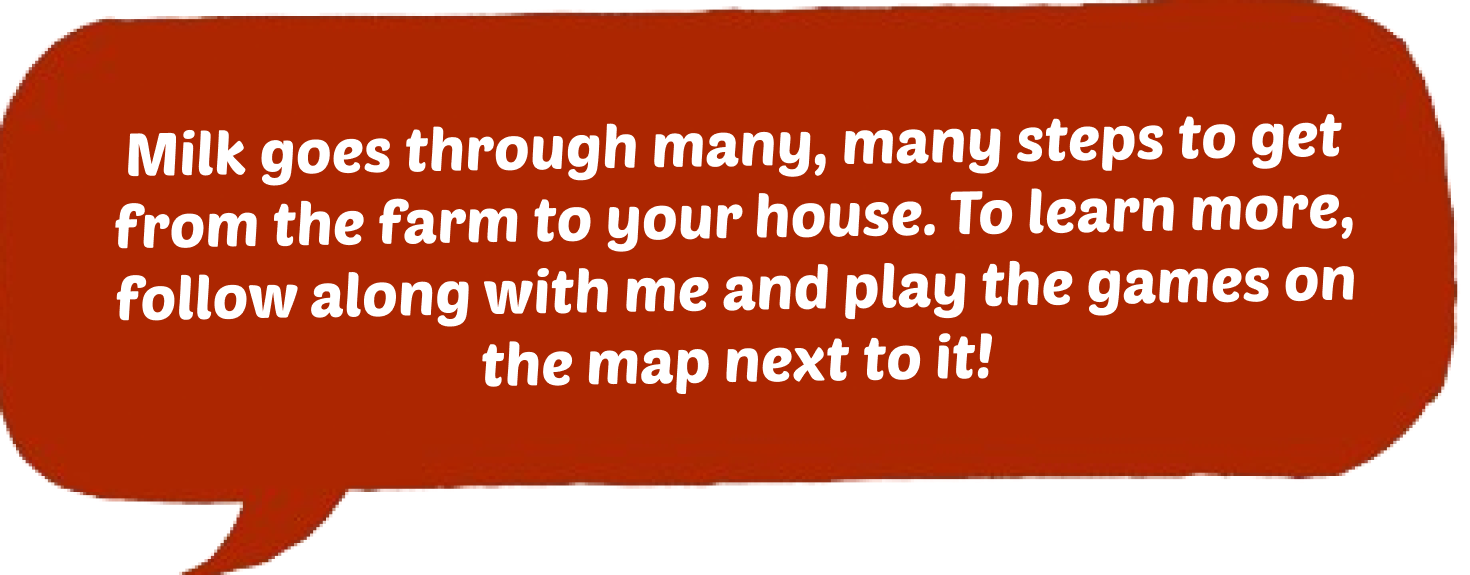 Milk goes through many, many steps to get
from the farm to your house. To learn more,
follow along with me and play the games on
the map next to it!